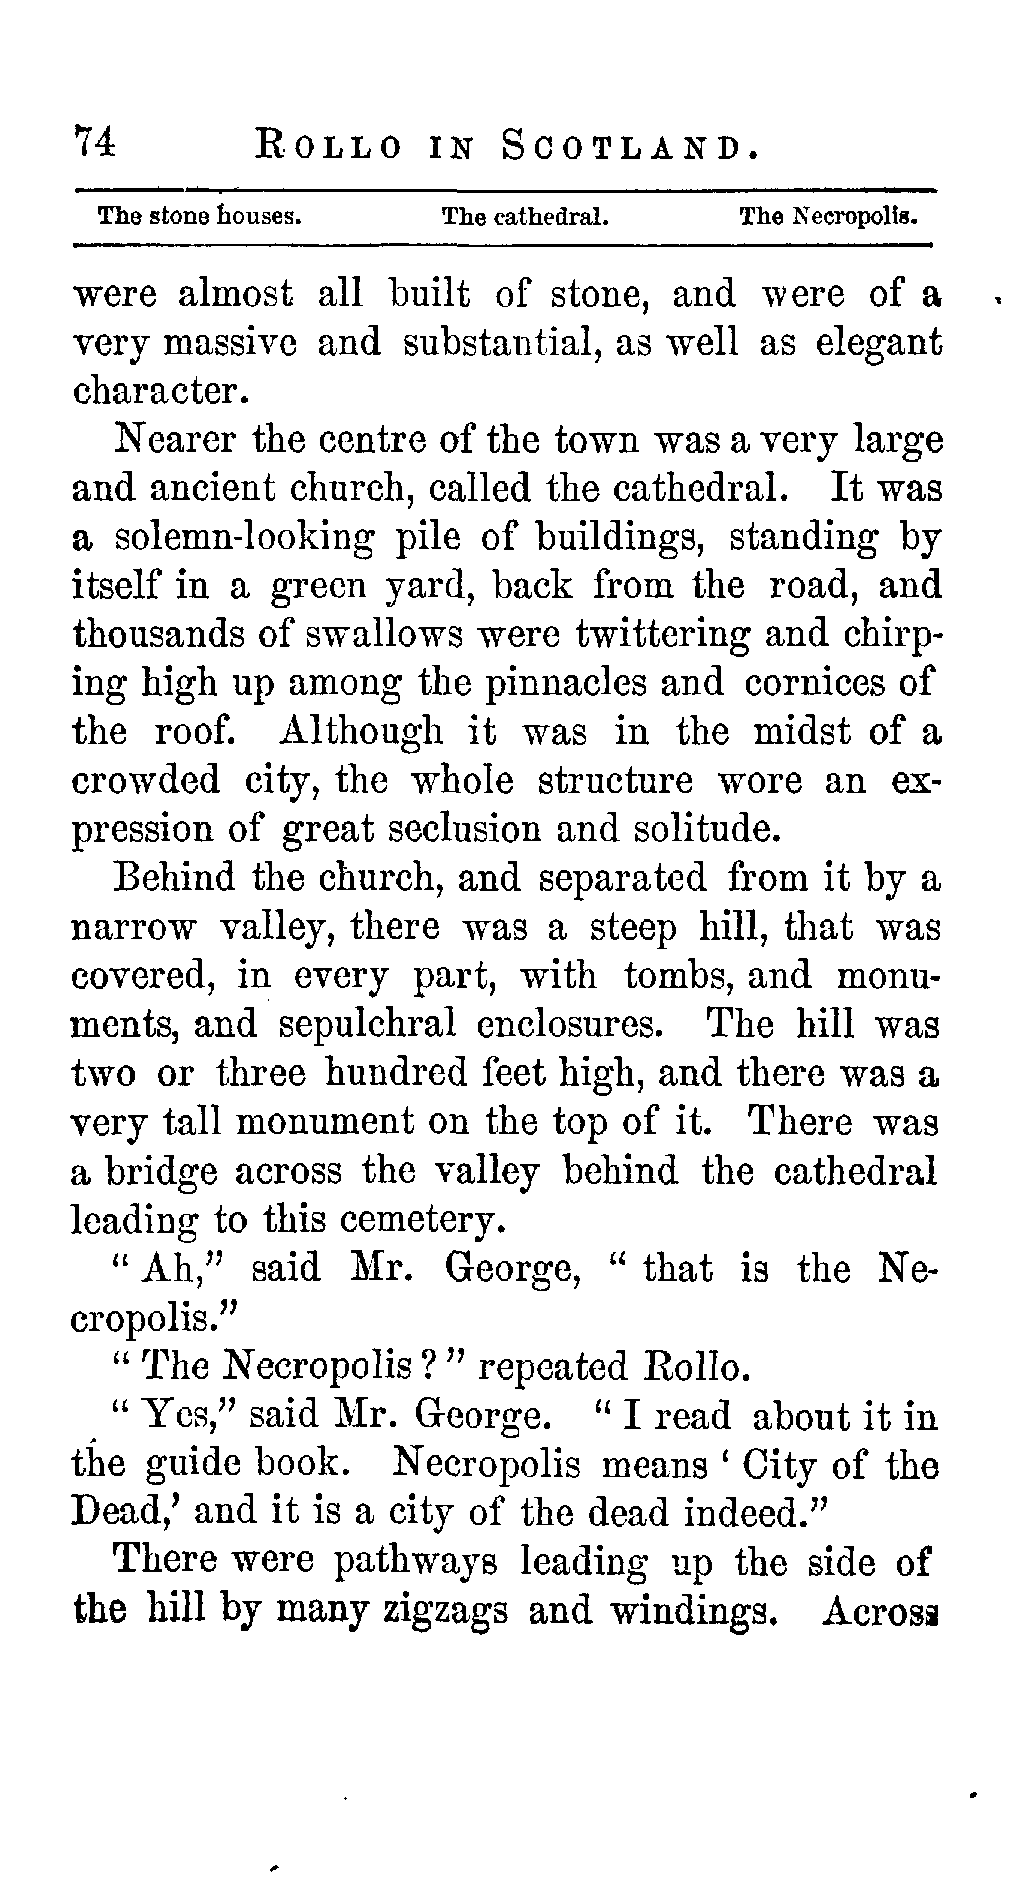 74 ROLLO IN SCOTLAND.
The stone houses. The cathedral. The Necropolis.
were almost all built of stone, and were of a
very massive and substantial, as well as elegant
character.
Nearer the centre of the town was a very large
and ancient church, called the cathedral. It was
a solemn-looking pile of buildings, standing by
itself in a green yard, back from the road, and
thousands of swallows were twittering and chirp-
ing high up among the pinnacles and cornices of
the roof. Although it was in the midst of a
crowded city, the whole structure wore an ex-
pression of great seclusion and solitude.
Behind the church, and separated from it by a
narrow valley, there was a steep hill, that was
covered, in every part, with tombs, and monu-
ments, and sepulchral enclosures. The hill was
two or three hundred feet high, and there was a
very tall monument on the top of it. There was
a bridge across the valley behind the cathedral
leading to this cemetery.
“ Ah,” said Mr. George, “ that is the Ne-
cropolis.”
“ The Necropolis ? ” repeated Rollo.
“ Yes,” said Mr. George. “ I read about it in
the guide book. Necropolis means ‘ City of the
Dead,’ and it is a city of the dead indeed.”
There were pathways leading up the side of
the hill by many zigzags and windings. Across